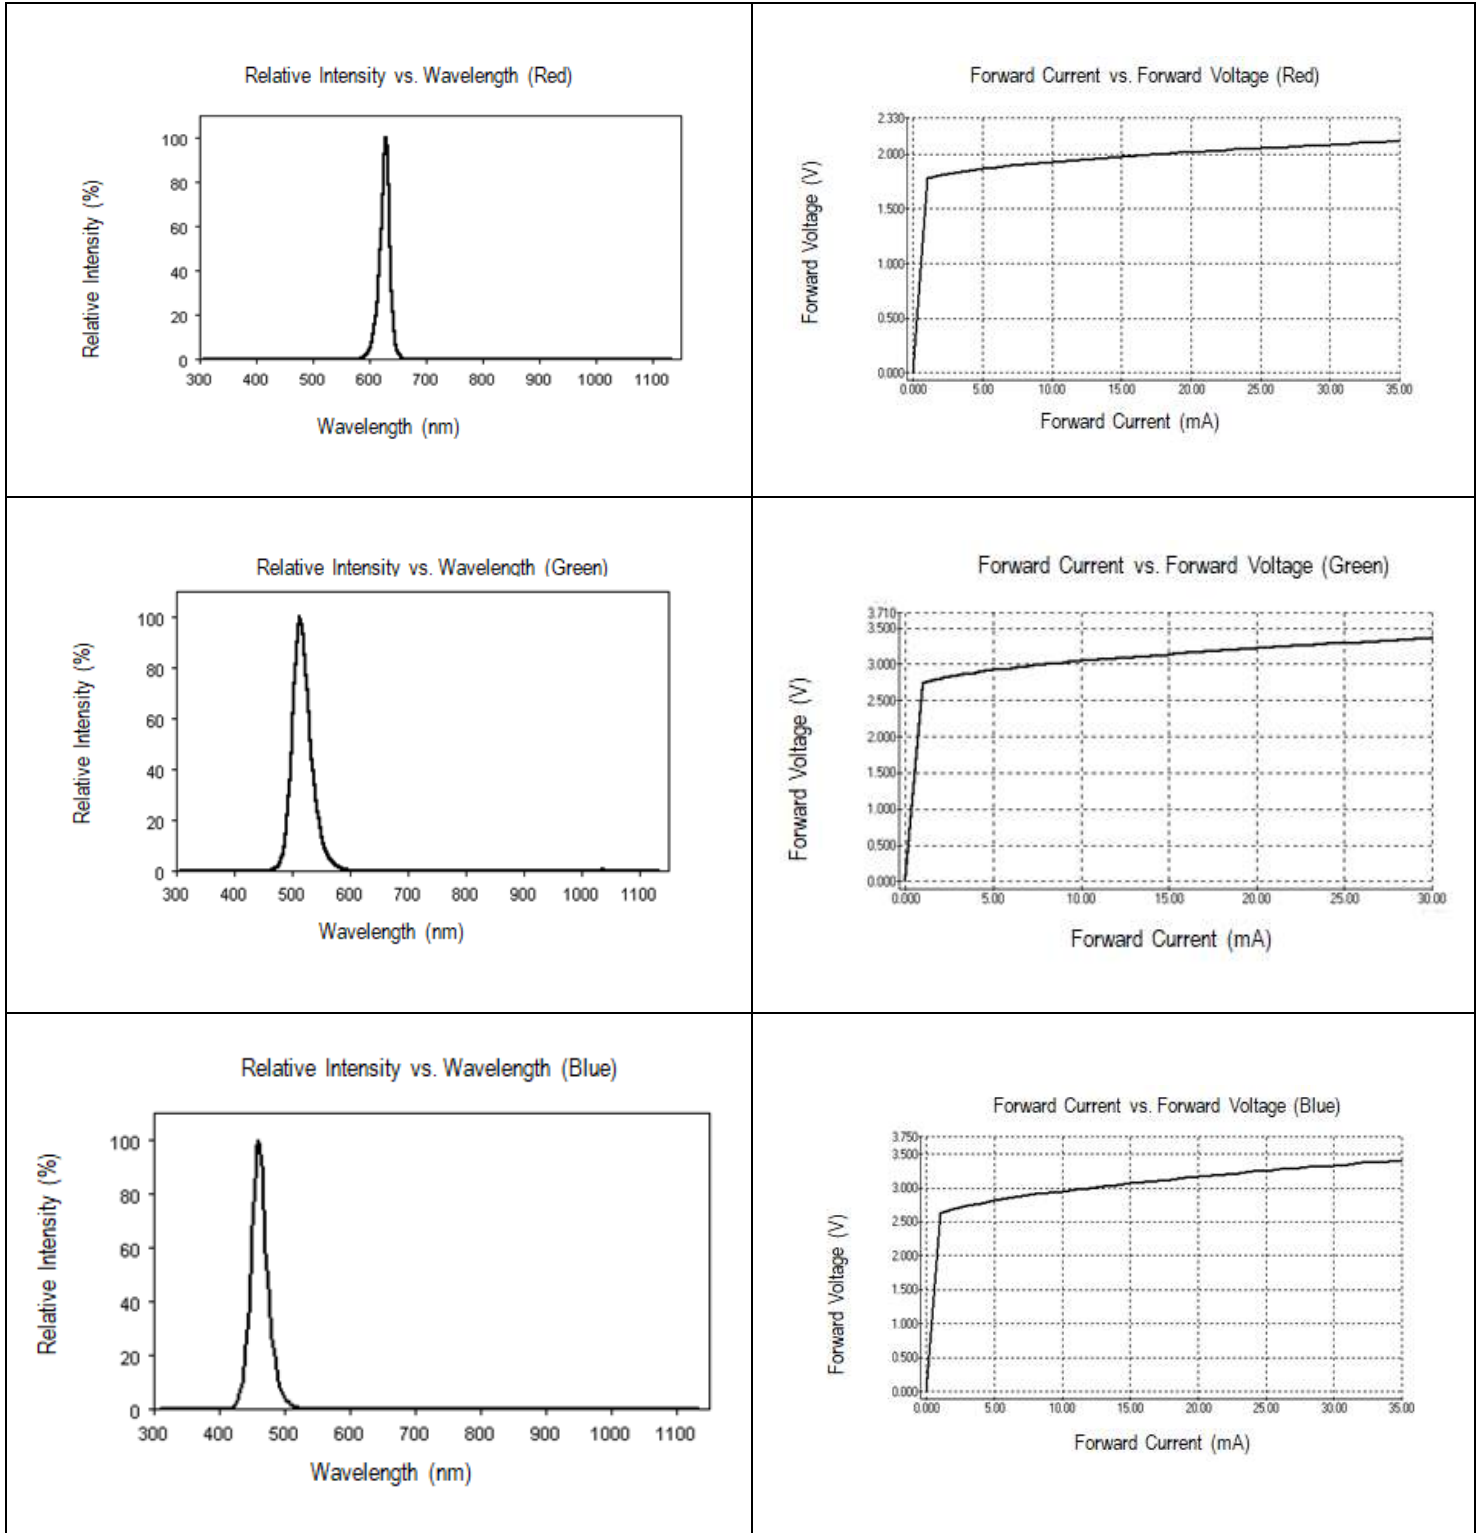 Relative Intensity vs. Wavelength (Red)
Relative Intensity (%)
100
80
60
40
20
0
300 400 500 600 700 800 900 1000 1100
Wavelength (nm)
Forward Current vs. Forward Voltage (Red)
Forward Voltage (V)
2.330
2.000
1.500
1.000
0.500
0.000
0.000 5.00 10.00 15.00 20.00 25.00 30.00 35.00
Forward Current (mA)
Relative Intensity vs. Wavelength (Green)
Relative Intensity (%)
100
80
60
40
20
0
300 400 500 600 700 800 900 1000 1100
Wavelength (nm)
Forward Current vs. Forward Voltage (Green)
Forward Voltage (V)
3.710
3.500
3.000
2.500
2.000
1.500
1.000
0.500
0.000
0.000 5.00 10.00 15.00 20.00 25.00 30.00
Forward Current (mA)
Relative Intensity vs. Wavelength (Blue)
Relative Intensity (%)
100
80
60
40
20
0
300 400 500 600 700 800 900 1000 1100
Wavelength (nm)
Forward Current vs. Forward Voltage (Blue)
Forward Voltage (V)
3.750
3.500
3.000
2.500
2.000
1.500
1.000
0.500
0.000
0.000 5.00 10.00 15.00 20.00 25.00 30.00 35.00
Forward Current (mA)